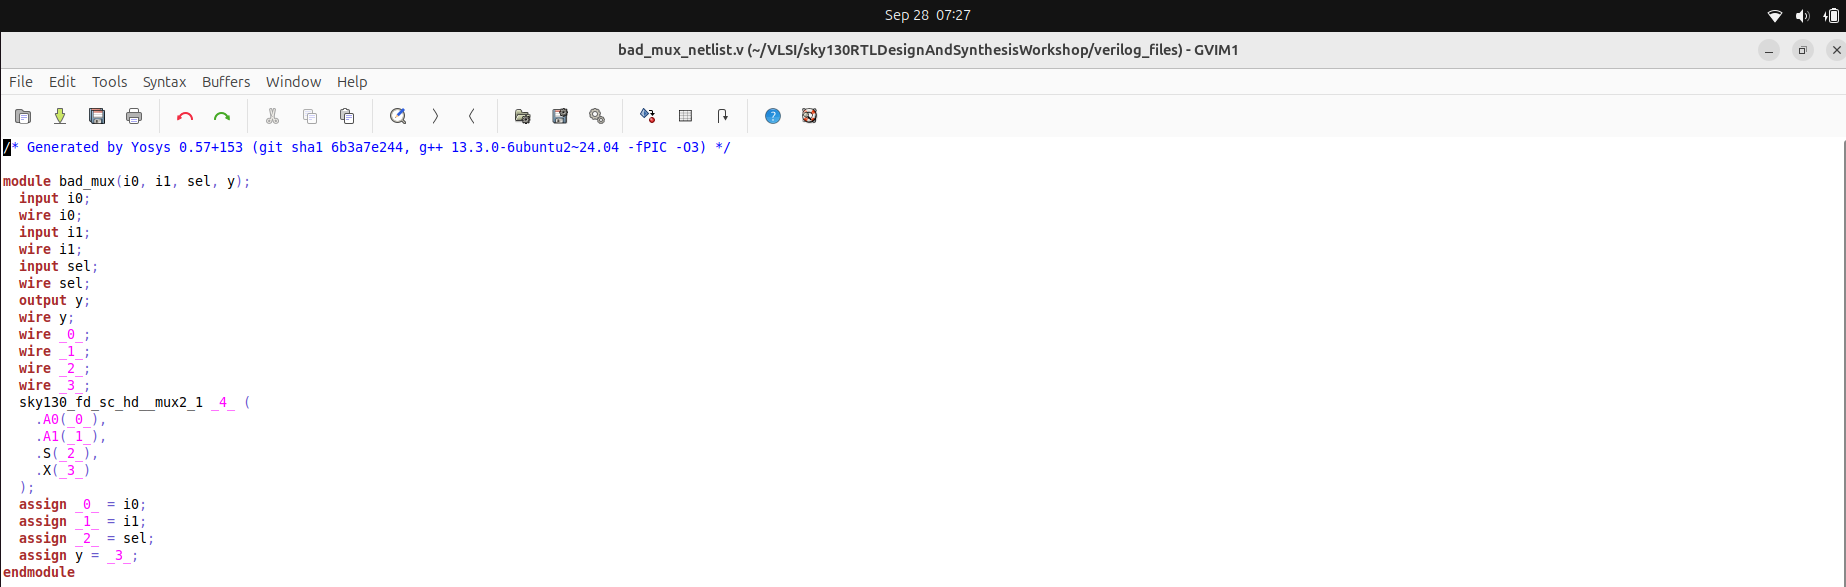 Sep 28 07:27
bad_mux_netlist.v (~/VLSI/sky130RTLDesignAndSynthesisWorkshop/verilog_files) - GVIM1
File Edit Tools Syntax Buffers Window Help
/* Generated by Yosys 0.57+153 (git sha1 6b3a7e244, g++ 13.3.0-6ubuntu2~24.04 -fPIC -O3) */
module bad_mux(i0, i1, sel, y);
  input i0;
  wire i0;
  input i1;
  wire i1;
  input sel;
  wire sel;
  output y;
  wire y;
  wire _0_;
  wire _1_;
  wire _2_;
  wire _3_;
  sky130_fd_sc_hd__mux2_1 _4_ (
    .A0(_0_),
    .A1(_1_),
    .S(_2_),
    .X(_3_)
  );
  assign _0_ = i0;
  assign _1_ = i1;
  assign _2_ = sel;
  assign y = _3_;
endmodule